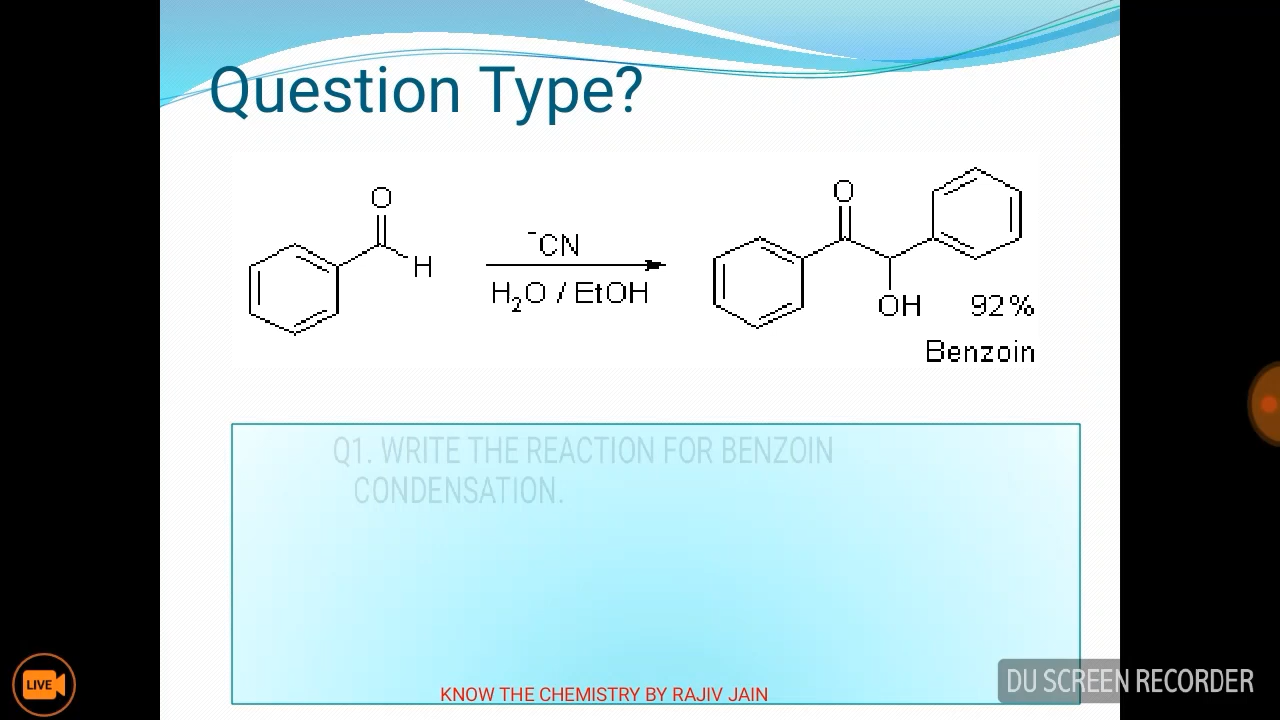 Question Type?
O
H
⁻CN
H₂O / EtOH
O
OH 92%
Benzoin
Q1. WRITE THE REACTION FOR BENZOIN
CONDENSATION.
KNOW THE CHEMISTRY BY RAJIV JAIN
LIVE
DU SCREEN RECORDER